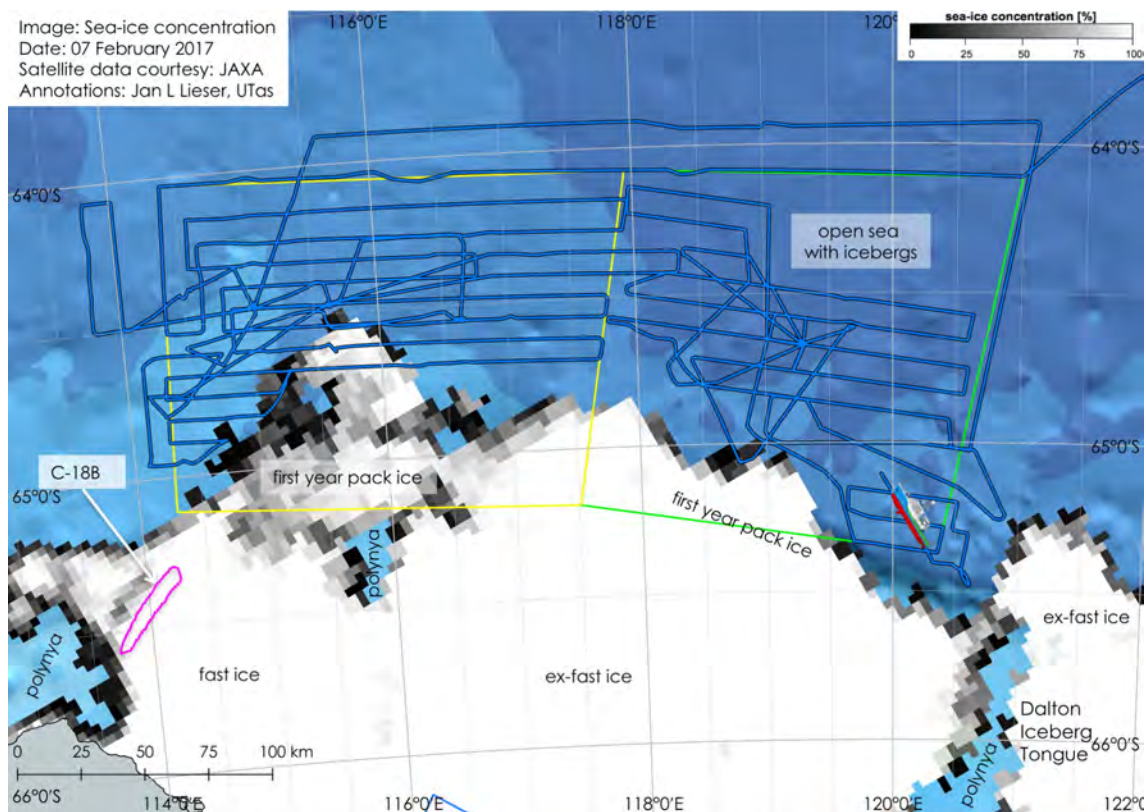 Image: Sea-ice concentration
Date: 07 February 2017
Satellite data courtesy: JAXA
Annotations: Jan L Lieser, UTas
116°0'E
118°0'E
sea-ice concentration [%]
0 25 50 75 100
64°0'S
64°0'S
open sea
with icebergs
C-18B
65°0'S
65°0'S
first year pack ice
first year pack ice
polynya
polynya
fast ice
ex-fast ice
ex-fast ice
Dalton
Iceberg
Tongue
polynya
0 25 50 75 100 km
66°0'S
66°0'S
116°0'E
118°0'E
120°0'E